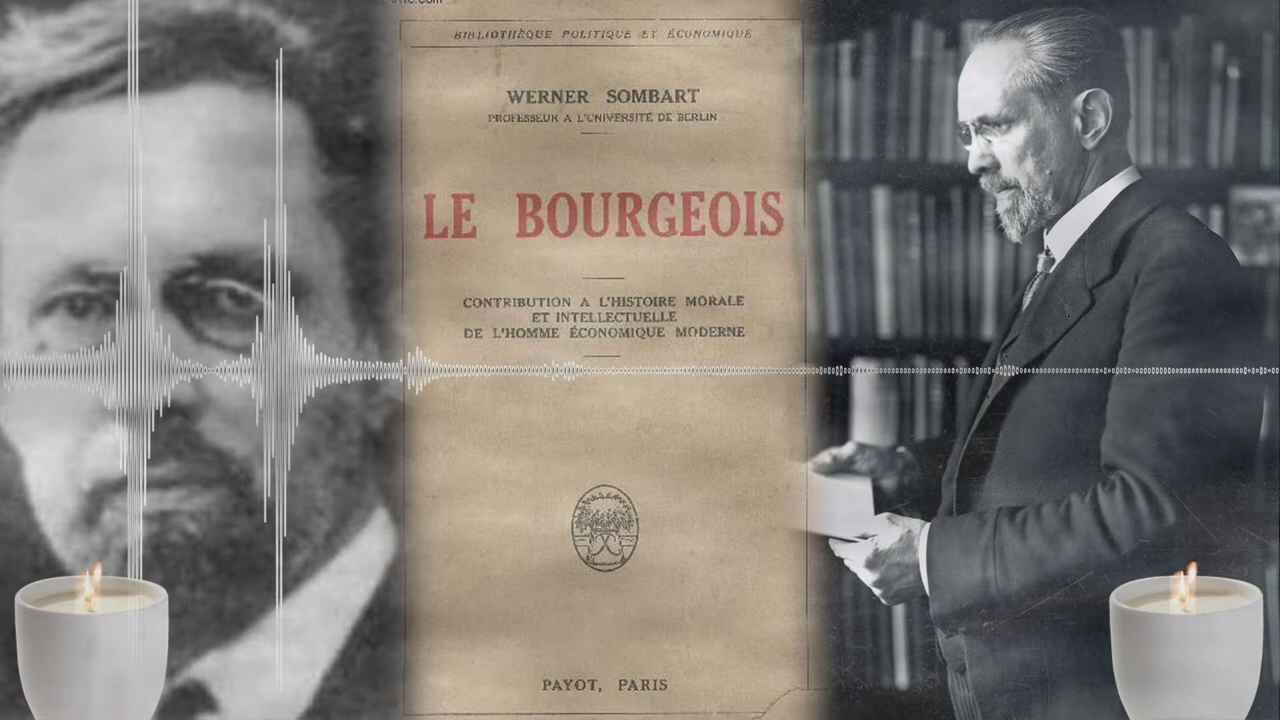 BIBLIOTHÈQUE POLITIQUE ET ÉCONOMIQUE
WERNER SOMBART
PROFESSEUR A L'UNIVERSITÉ DE BERLIN
LE BOURGEOIS
CONTRIBUTION A L'HISTOIRE MORALE
ET INTELLECTUELLE
DE L'HOMME ÉCONOMIQUE MODERNE
PAYOT, PARIS